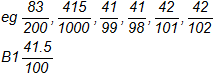 eg 83/200, 415/1000, 41/99, 41/98, 42/101, 42/102
B1 41.5/100